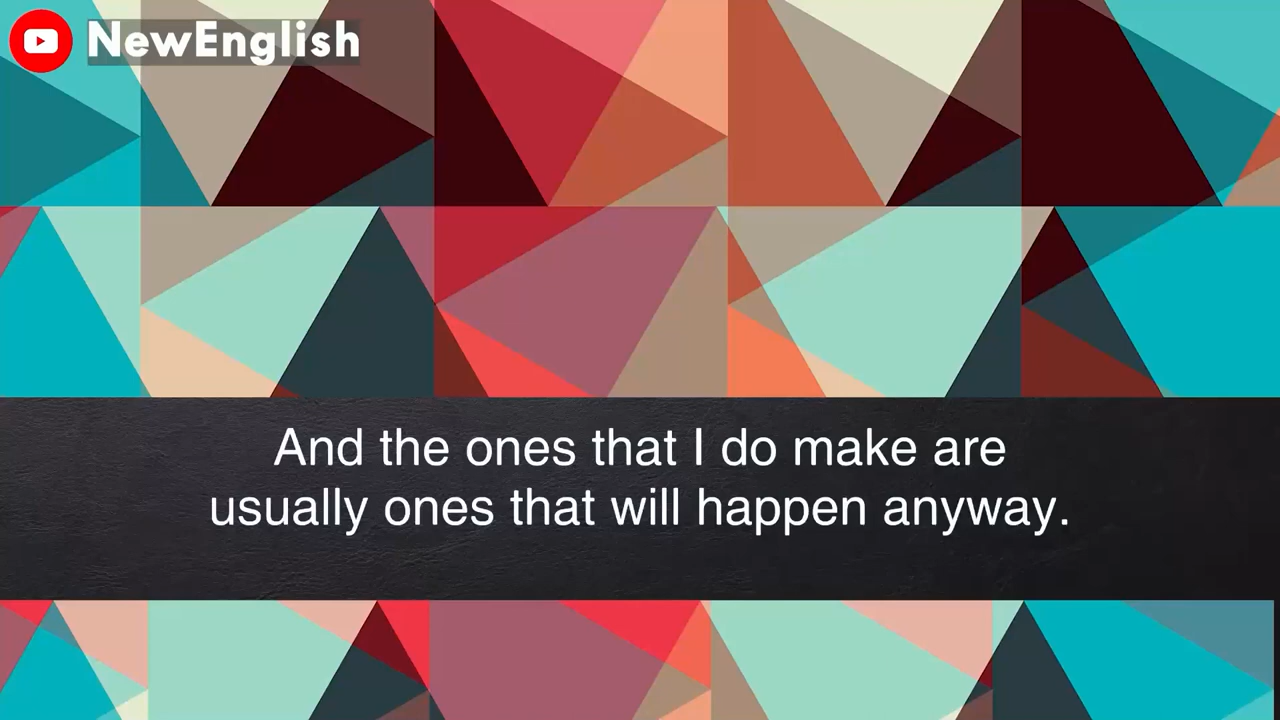 NewEnglish
And the ones that I do make are
usually ones that will happen anyway.